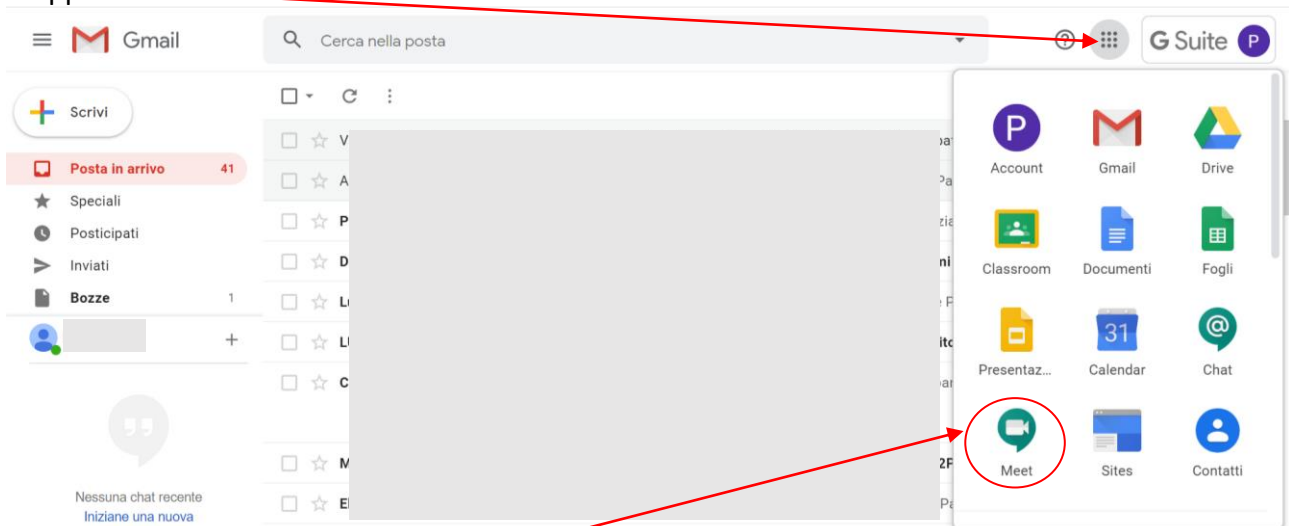 Gmail
Cerca nella posta
G Suite P
Scrivi
Posta in arrivo 41
Speciali
Posticipati
Inviati
Bozze 1
Nessuna chat recente
Iniziane una nuova
V
A
P
D
C
M
P
Account
Gmail
Drive
Classroom
Documenti
Fogli
31
Presentaz...
Calendar
Chat
Meet
Sites
Contatti